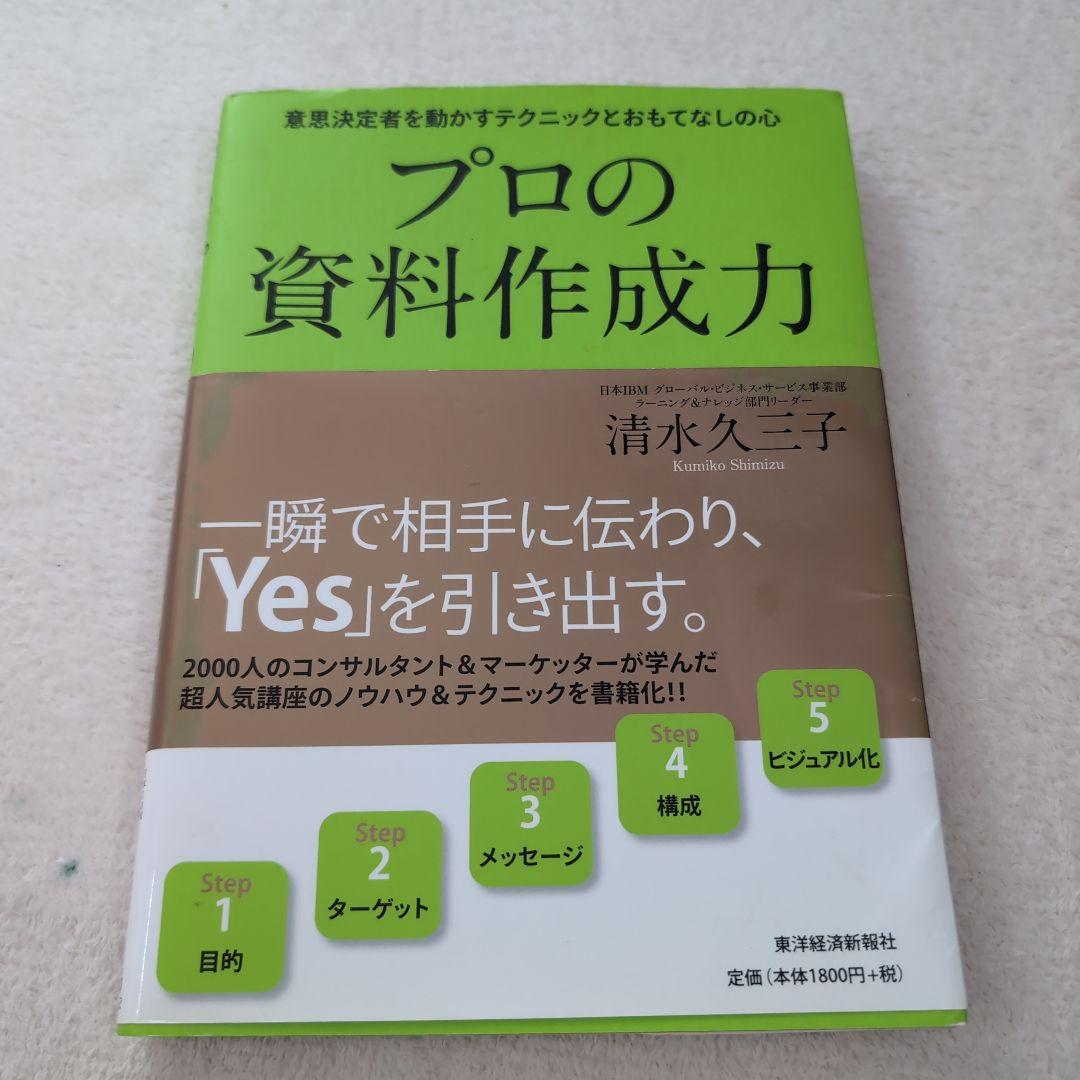 意思決定者を動かすテクニックとおもてなしの心
プロの
資料作成力
日本IBM グローバル・ビジネス・サービス事業部
ラーニング&ナレッジ部門リーダー
清水久三子
Kumiko Shimizu
一瞬で相手に伝わり、
「Yes」を引き出す。
2000人のコンサルタント&マーケッターが学んだ
超人気講座のノウハウ&テクニックを書籍化!!
Step
1
目的
Step
2
ターゲット
Step
3
メッセージ
Step
4
構成
Step
5
ビジュアル化
東洋経済新報社
定価(本体1800円+税)